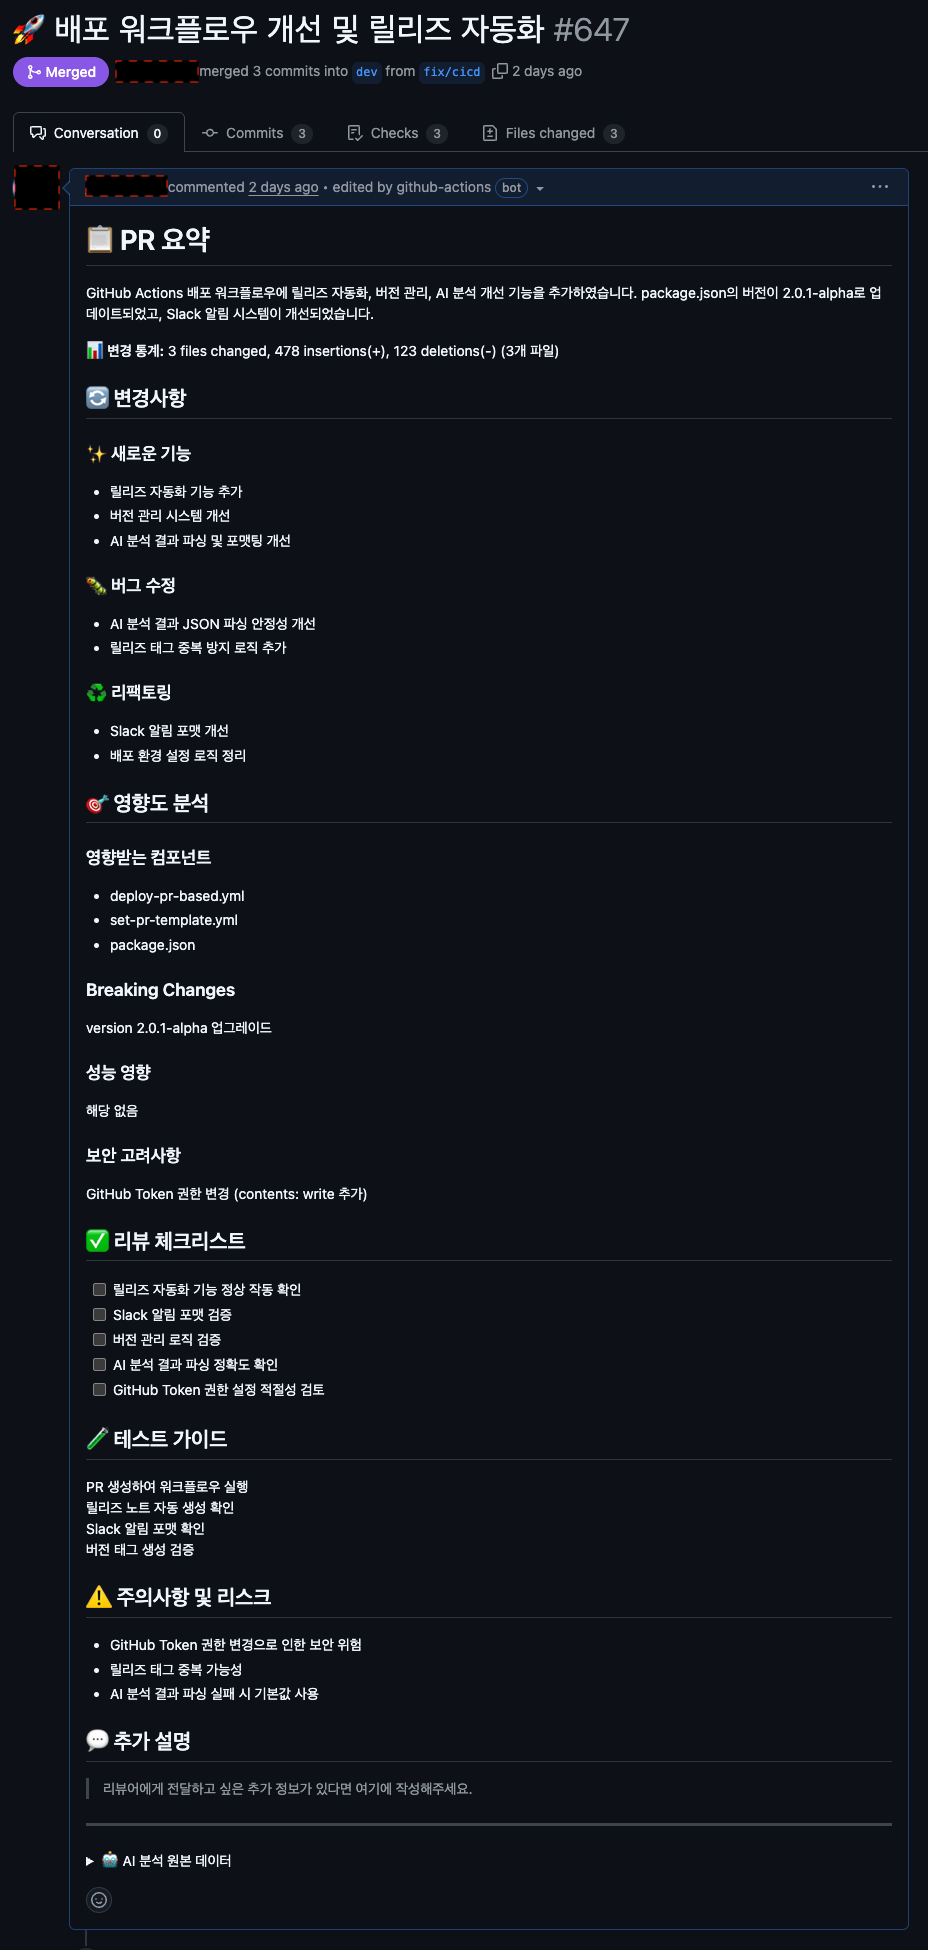 🚀 배포 워크플로우 개선 및 릴리즈 자동화 #647
Merged merged 3 commits into dev from fix/cicd 2 days ago
Conversation 0 Commits 3 Checks 3 Files changed 3
commented 2 days ago • edited by github-actions bot
📋 PR 요약
GitHub Actions 배포 워크플로우에 릴리즈 자동화, 버전 관리, AI 분석 개선 기능을 추가하였습니다. package.json의 버전이 2.0.1-alpha로 업
데이트되었고, Slack 알림 시스템이 개선되었습니다.
📊 변경 통계: 3 files changed, 478 insertions(+), 123 deletions(-) (3개 파일)
🔄 변경사항
✨ 새로운 기능
• 릴리즈 자동화 기능 추가
• 버전 관리 시스템 개선
• AI 분석 결과 파싱 및 포맷팅 개선
🐛 버그 수정
• AI 분석 결과 JSON 파싱 안정성 개선
• 릴리즈 태그 중복 방지 로직 추가
♻️ 리팩토링
• Slack 알림 포맷 개선
• 배포 환경 설정 로직 정리
🎯 영향도 분석
영향받는 컴포넌트
• deploy-pr-based.yml
• set-pr-template.yml
• package.json
Breaking Changes
version 2.0.1-alpha 업그레이드
성능 영향
해당 없음
보안 고려사항
GitHub Token 권한 변경 (contents: write 추가)
✅ 리뷰 체크리스트
릴리즈 자동화 기능 정상 작동 확인
Slack 알림 포맷 검증
버전 관리 로직 검증
AI 분석 결과 파싱 정확도 확인
GitHub Token 권한 설정 적절성 검토
🧪 테스트 가이드
PR 생성하여 워크플로우 실행
릴리즈 노트 자동 생성 확인
Slack 알림 포맷 확인
버전 태그 생성 검증
⚠️ 주의사항 및 리스크
• GitHub Token 권한 변경으로 인한 보안 위험
• 릴리즈 태그 중복 가능성
• AI 분석 결과 파싱 실패 시 기본값 사용
💬 추가 설명
리뷰어에게 전달하고 싶은 추가 정보가 있다면 여기에 작성해주세요.
▶ 🤖 AI 분석 원본 데이터